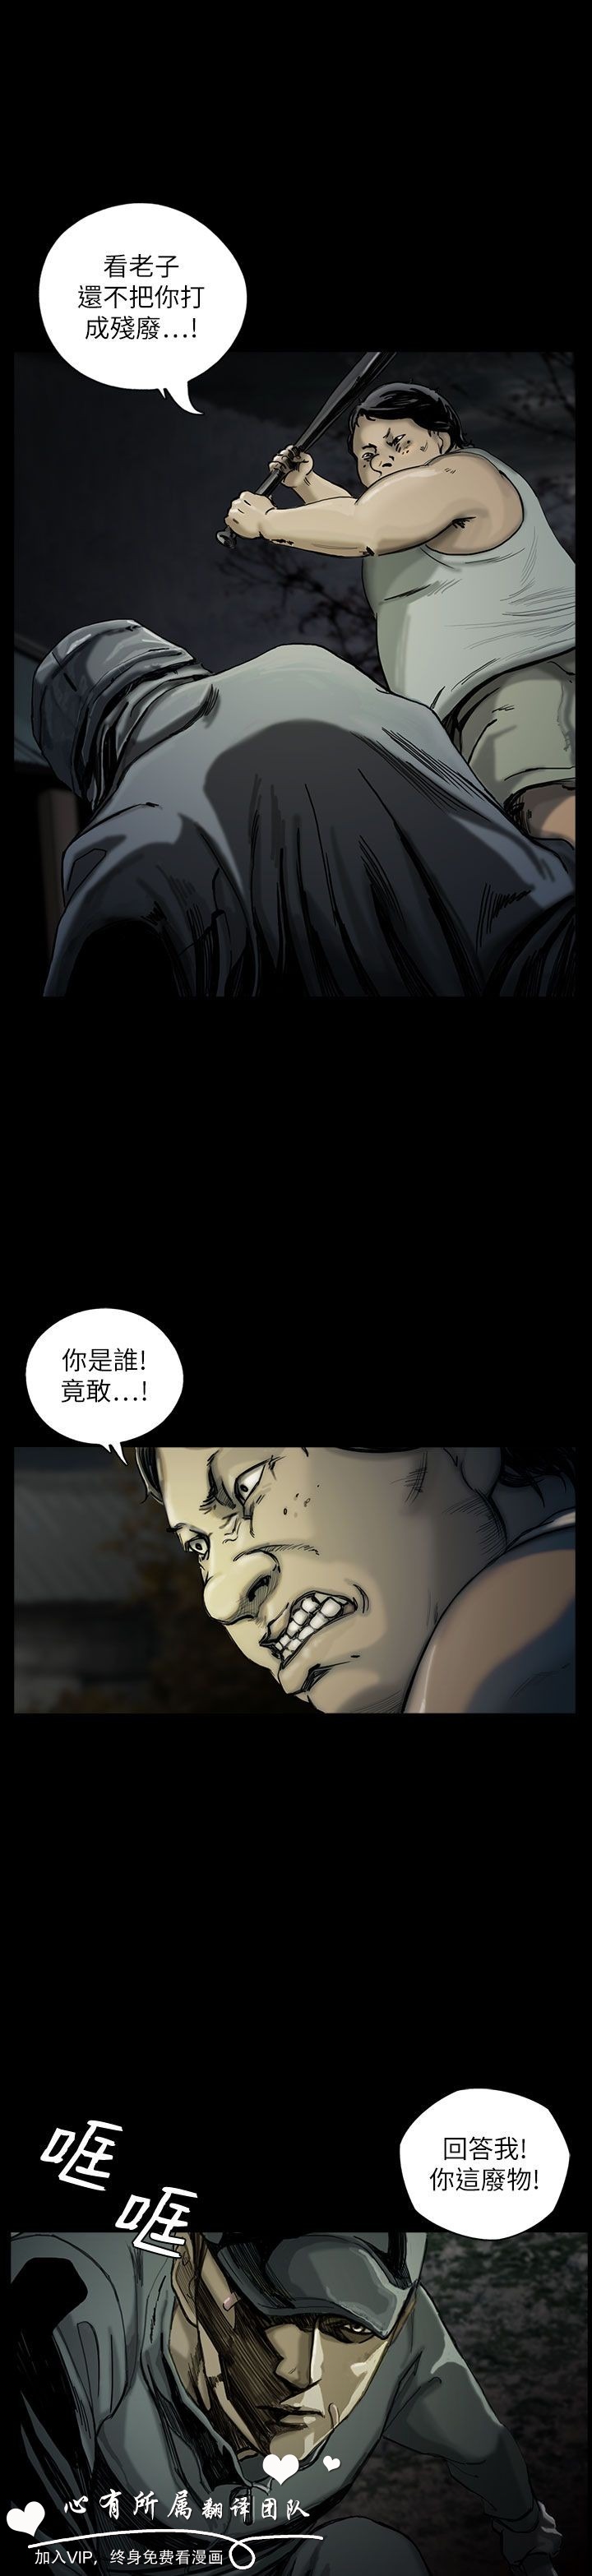 看老子
還不把你打
成殘廢...!
你是誰!
竟敢...!
回答我!
你這廢物!
哐
哐
心有所属翻译团队
加入VIP，终身免费看漫画